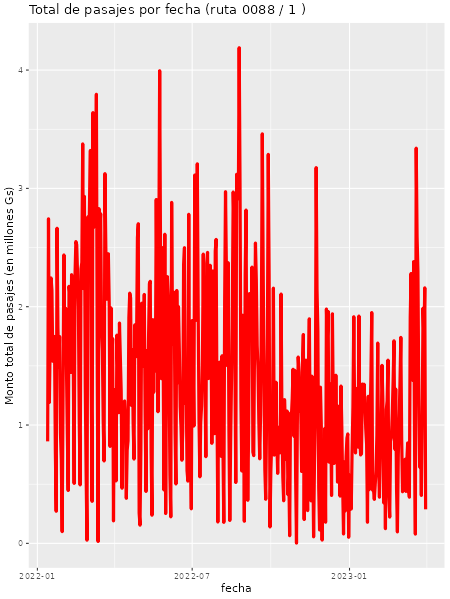 Total de pasajes por fecha (ruta 0088 / 1 )
Monto total de pasajes (en millones Gs)
4
3
2
1
0
2022-01
2022-07
2023-01
fecha